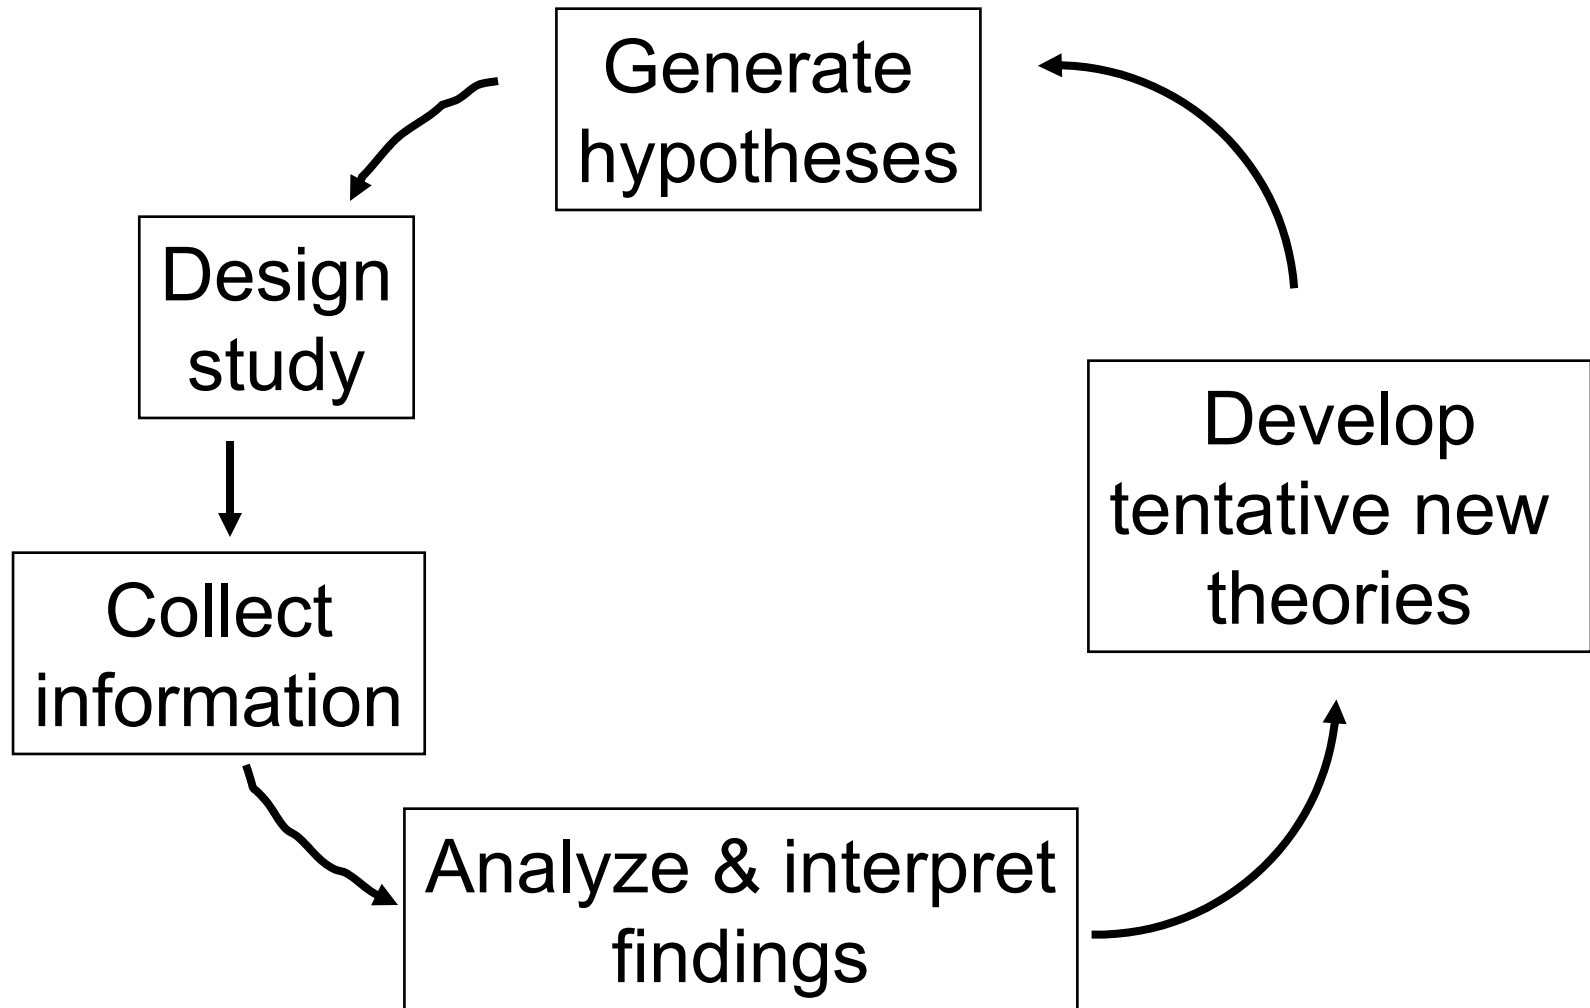 Generate
hypotheses
Design
study
Collect
information
Analyze & interpret
findings
Develop
tentative new
theories